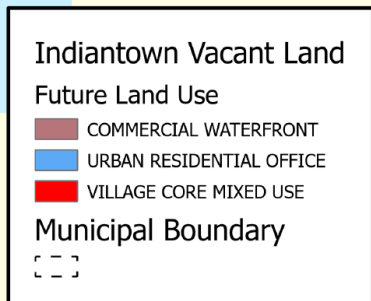 Indiantown Vacant Land
Future Land Use
COMMERCIAL WATERFRONT
URBAN RESIDENTIAL OFFICE
VILLAGE CORE MIXED USE
Municipal Boundary